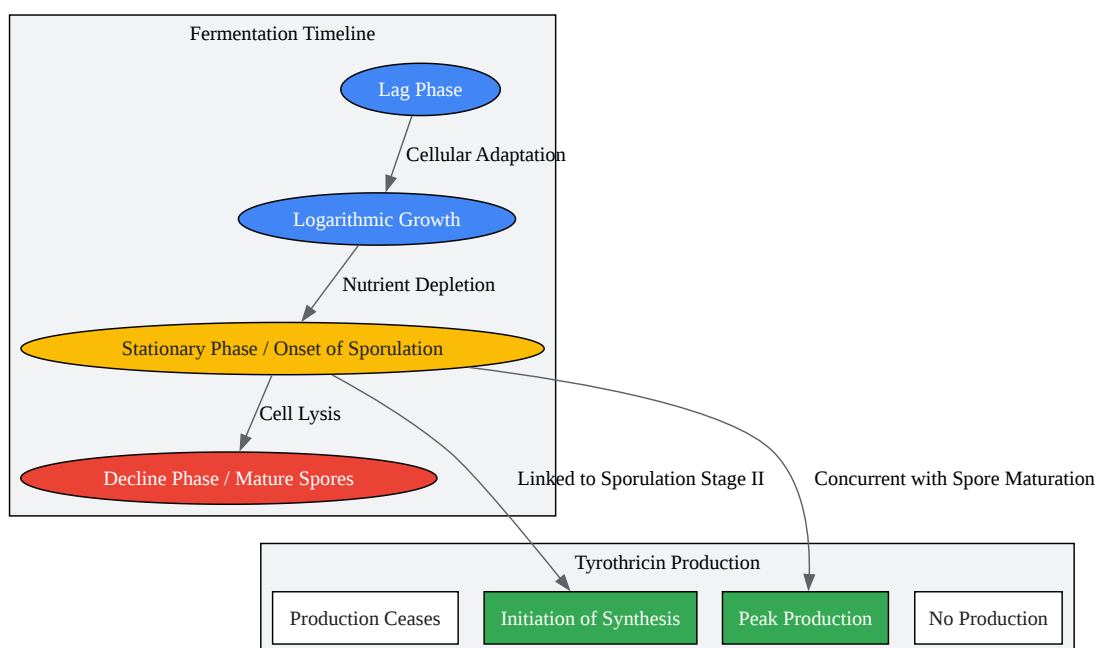 Fermentation Timeline
Lag Phase
Cellular Adaptation
Logarithmic Growth
Nutrient Depletion
Stationary Phase / Onset of Sporulation
Cell Lysis
Decline Phase / Mature Spores
Linked to Sporulation Stage II
Concurrent with Spore Maturation
Tyrothricin Production
Production Ceases
Initiation of Synthesis
Peak Production
No Production